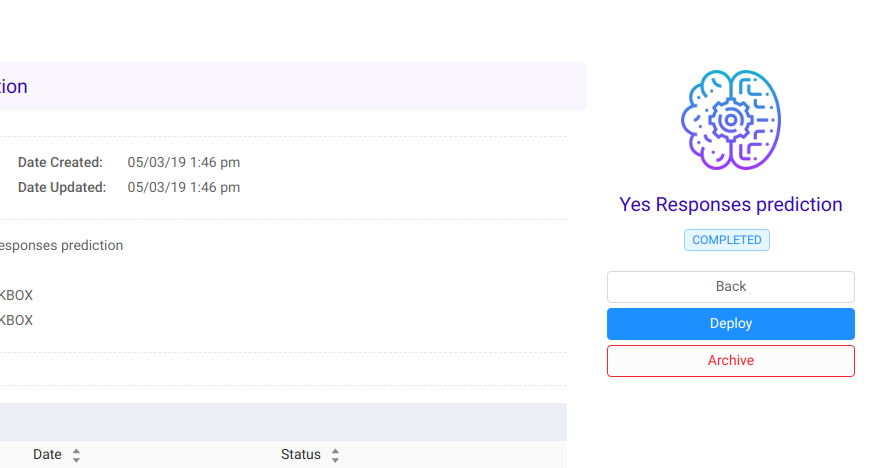 tion
Date Created: 05/03/19 1:46 pm
Date Updated: 05/03/19 1:46 pm
esponses prediction
KBOX
KBOX
Date Status
Yes Responses prediction
COMPLETED
Back
Deploy
Archive